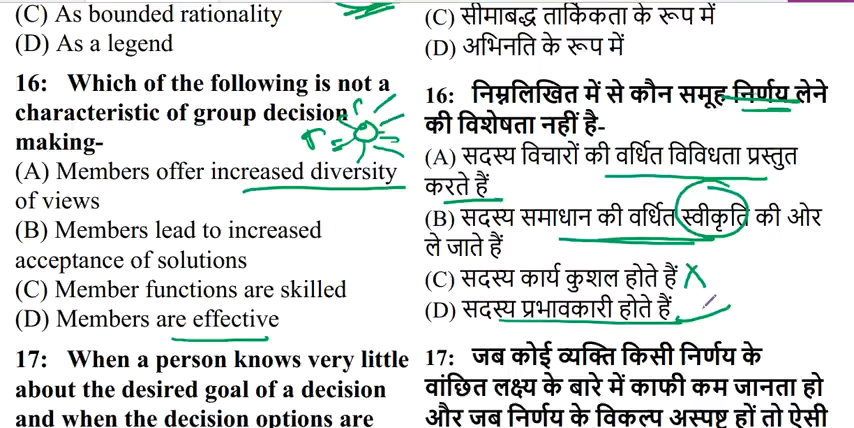 (C) As bounded rationality
(D) As a legend
16: Which of the following is not a
characteristic of group decision
making-
(A) Members offer increased diversity
of views
(B) Members lead to increased
acceptance of solutions
(C) Member functions are skilled
(D) Members are effective
17: When a person knows very little
about the desired goal of a decision
and when the decision options are
(C) सीमाबद्ध तार्किकता के रूप में
(D) अभिनति के रूप में
16: निम्नलिखित में से कौन समूह निर्णय लेने
की विशेषता नहीं है-
(A) सदस्य विचारों की वर्धित विविधता प्रस्तुत
करते हैं
(B) सदस्य समाधान की वर्धित स्वीकृति की ओर
ले जाते हैं
(C) सदस्य कार्य कुशल होते हैं
(D) सदस्य प्रभावकारी होते हैं
17: जब कोई व्यक्ति किसी निर्णय के
वांछित लक्ष्य के बारे में काफी कम जानता हो
और जब निर्णय के विकल्प अस्पष्ट हों तो ऐसी